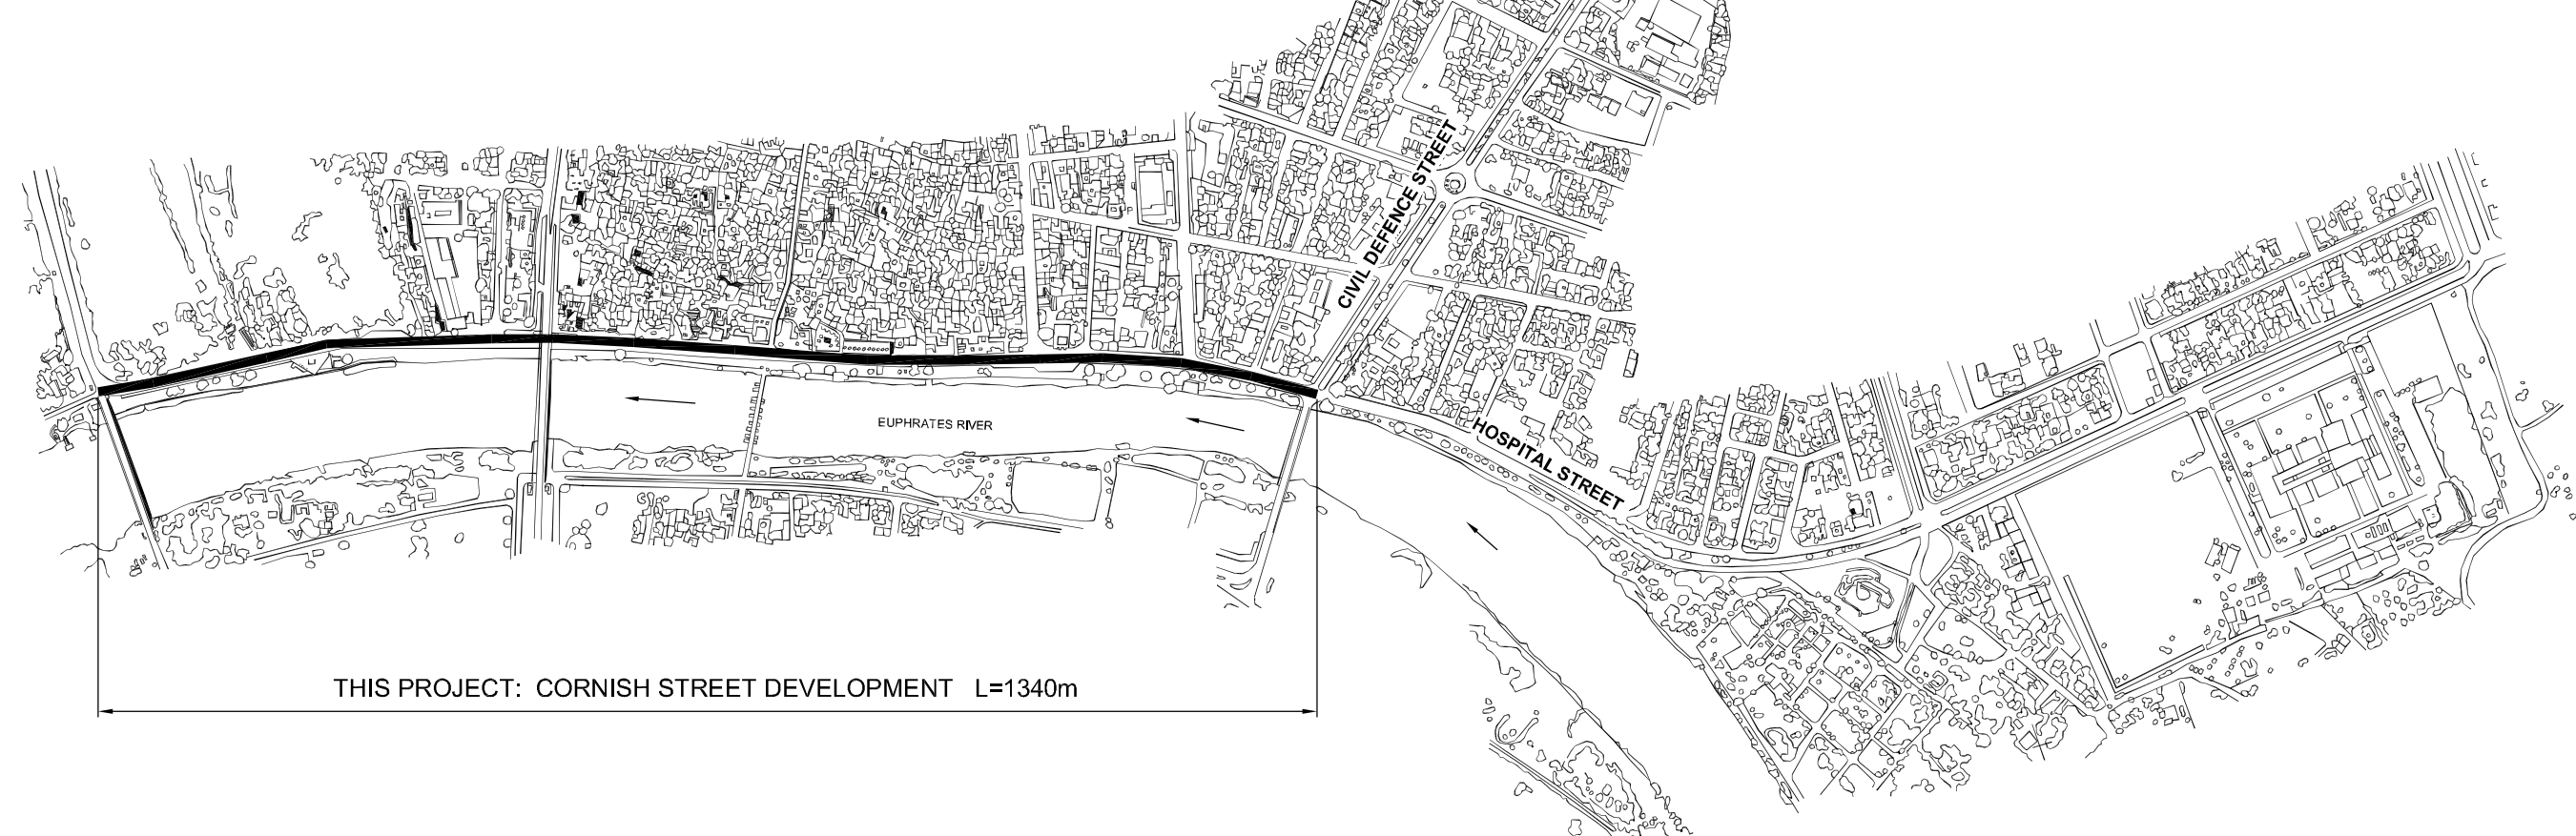 CIVIL DEFENCE STREET
EUPHRATES RIVER
HOSPITAL STREET
THIS PROJECT: CORNISH STREET DEVELOPMENT L=1340m